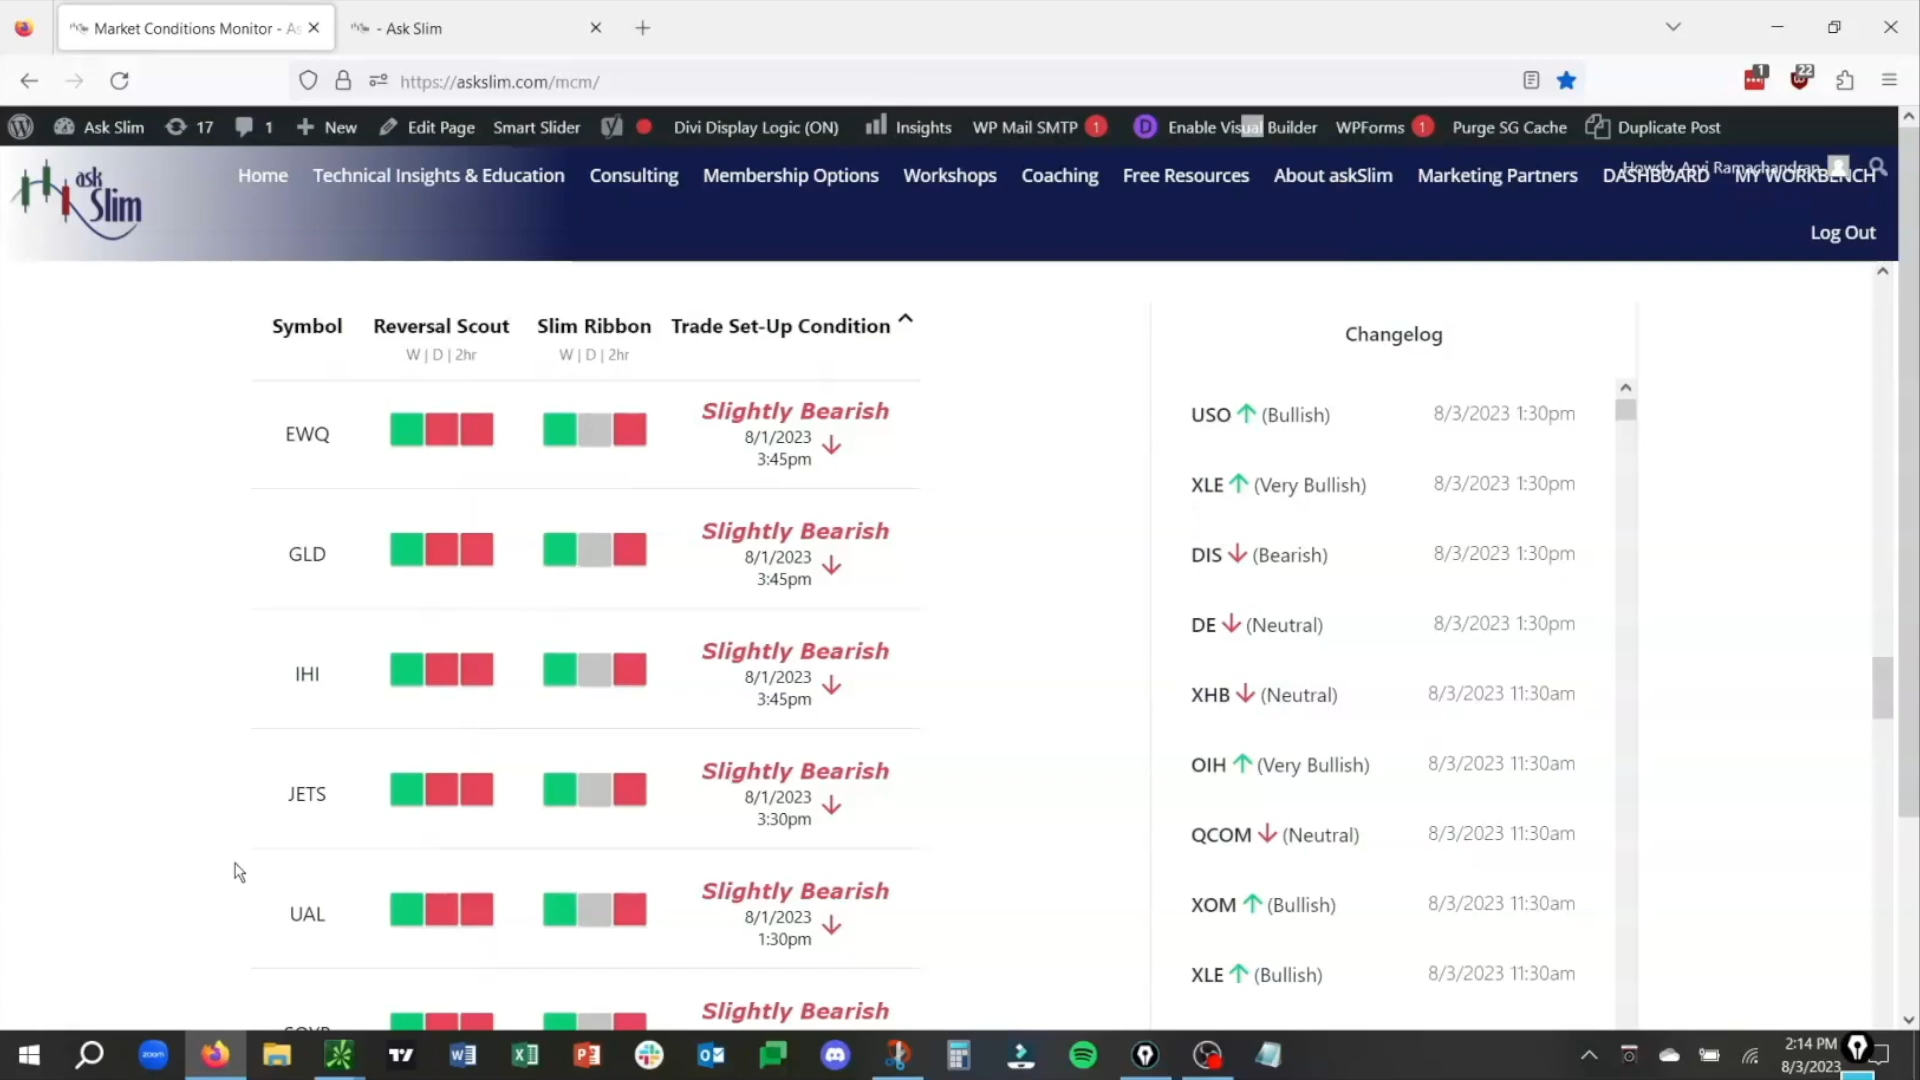 Market Conditions Monitor - As
- Ask Slim
https://askslim.com/mcm/
1
22
Ask Slim
17
1
New
Edit Page
Smart Slider
Divi Display Logic (ON)
Insights
WP Mail SMTP 1
Enable Visual Builder
WPForms 1
Purge SG Cache
Duplicate Post
Howdy, Arvi Ramachandran
ask
Slim
Home
Technical Insights & Education
Consulting
Membership Options
Workshops
Coaching
Free Resources
About askSlim
Marketing Partners
DASHBOARD
MY WORKBENCH
Log Out
Symbol Reversal Scout Slim Ribbon Trade Set-Up Condition
W | D | 2hr W | D | 2hr
EWQ
Slightly Bearish
8/1/2023
3:45pm
GLD
Slightly Bearish
8/1/2023
3:45pm
IHI
Slightly Bearish
8/1/2023
3:45pm
JETS
Slightly Bearish
8/1/2023
3:30pm
UAL
Slightly Bearish
8/1/2023
1:30pm
Slightly Bearish
Changelog
USO (Bullish) 8/3/2023 1:30pm
XLE (Very Bullish) 8/3/2023 1:30pm
DIS (Bearish) 8/3/2023 1:30pm
DE (Neutral) 8/3/2023 1:30pm
XHB (Neutral) 8/3/2023 11:30am
OIH (Very Bullish) 8/3/2023 11:30am
QCOM (Neutral) 8/3/2023 11:30am
XOM (Bullish) 8/3/2023 11:30am
XLE (Bullish) 8/3/2023 11:30am
zoom
2:14 PM
8/3/2023